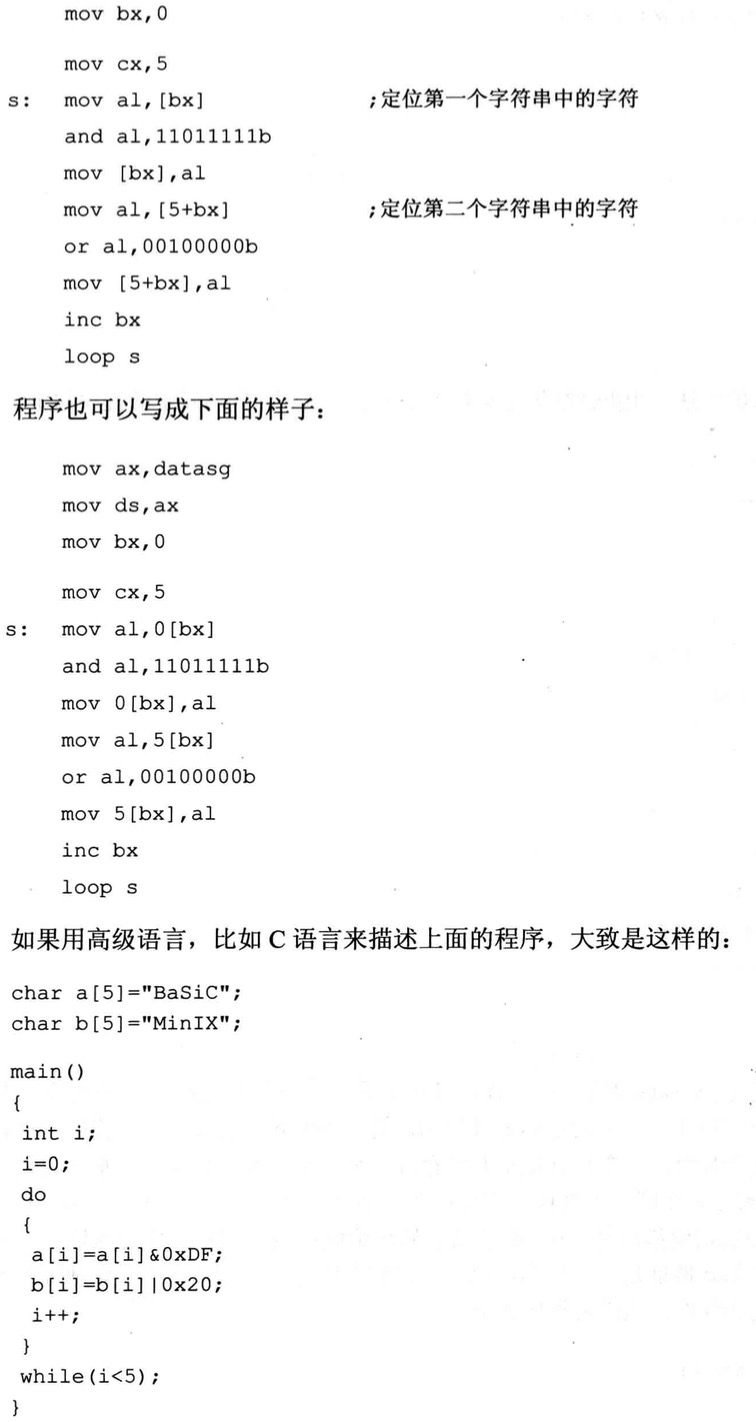 mov bx,0
mov cx,5
s: mov al,[bx] ;定位第一个字符串中的字符
and al,11011111b
mov [bx],al
mov al,[5+bx] ;定位第二个字符串中的字符
or al,00100000b
mov [5+bx],al
inc bx
loop s
程序也可以写成下面的样子：
mov ax,datasg
mov ds,ax
mov bx,0
mov cx,5
s: mov al,0[bx]
and al,11011111b
mov 0[bx],al
mov al,5[bx]
or al,00100000b
mov 5[bx],al
inc bx
loop s
如果用高级语言，比如 C 语言来描述上面的程序，大致是这样的：
char a[5]="BaSiC";
char b[5]="MinIX";
main()
{
int i;
i=0;
do
{
a[i]=a[i]&0xDF;
b[i]=b[i]|0x20;
i++;
}
while(i<5);
}